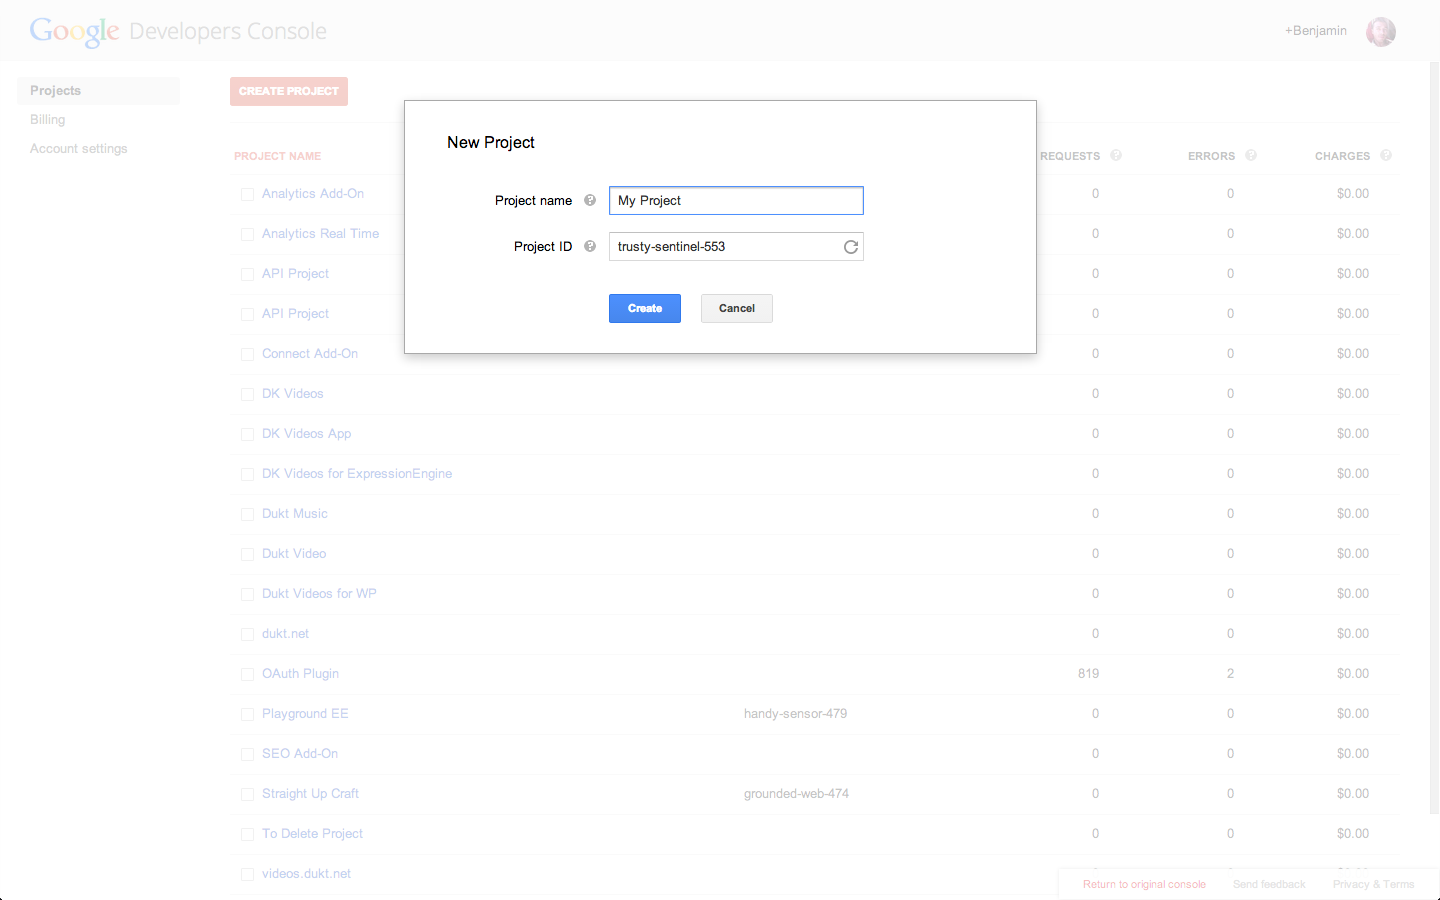 Google Developers Console
+Benjamin
Projects
Billing
Account settings
CREATE PROJECT
New Project
Project name ? My Project
Project ID ? trusty-sentinel-553
Create Cancel
PROJECT NAME REQUESTS ? ERRORS ? CHARGES ?
Analytics Add-On 0 0 $0.00
Analytics Real Time 0 0 $0.00
API Project 0 0 $0.00
API Project 0 0 $0.00
Connect Add-On 0 0 $0.00
DK Videos 0 0 $0.00
DK Videos App 0 0 $0.00
DK Videos for ExpressionEngine 0 0 $0.00
Dukt Music 0 0 $0.00
Dukt Video 0 0 $0.00
Dukt Videos for WP 0 0 $0.00
dukt.net 0 0 $0.00
OAuth Plugin 819 2 $0.00
Playground EE handy-sensor-479 0 0 $0.00
SEO Add-On 0 0 $0.00
Straight Up Craft grounded-web-474 0 0 $0.00
To Delete Project 0 0 $0.00
videos.dukt.net
Return to original console Send feedback Privacy & Terms